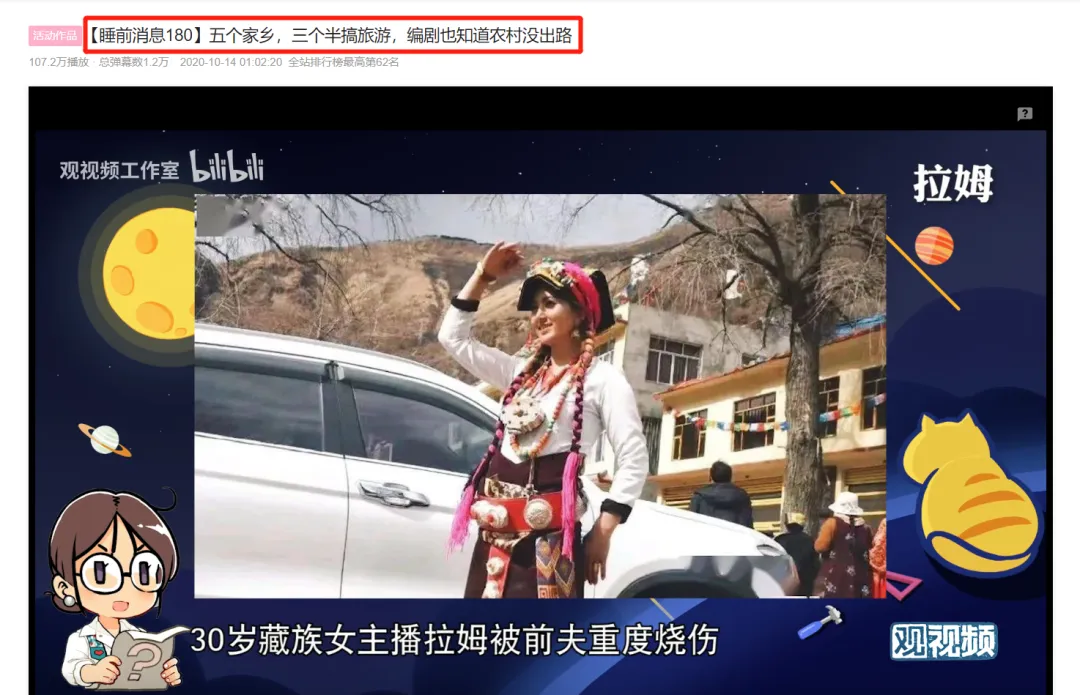 活动作品
【睡前消息180】五个家乡，三个半搞旅游，编剧也知道农村没出路
107.2万播放 · 总弹幕数1.2万 2020-10-14 01:02:20 全站排行榜最高第62名
?
观视频工作室 bilibili
拉姆
?
30岁藏族女主播拉姆被前夫重度烧伤
观视频